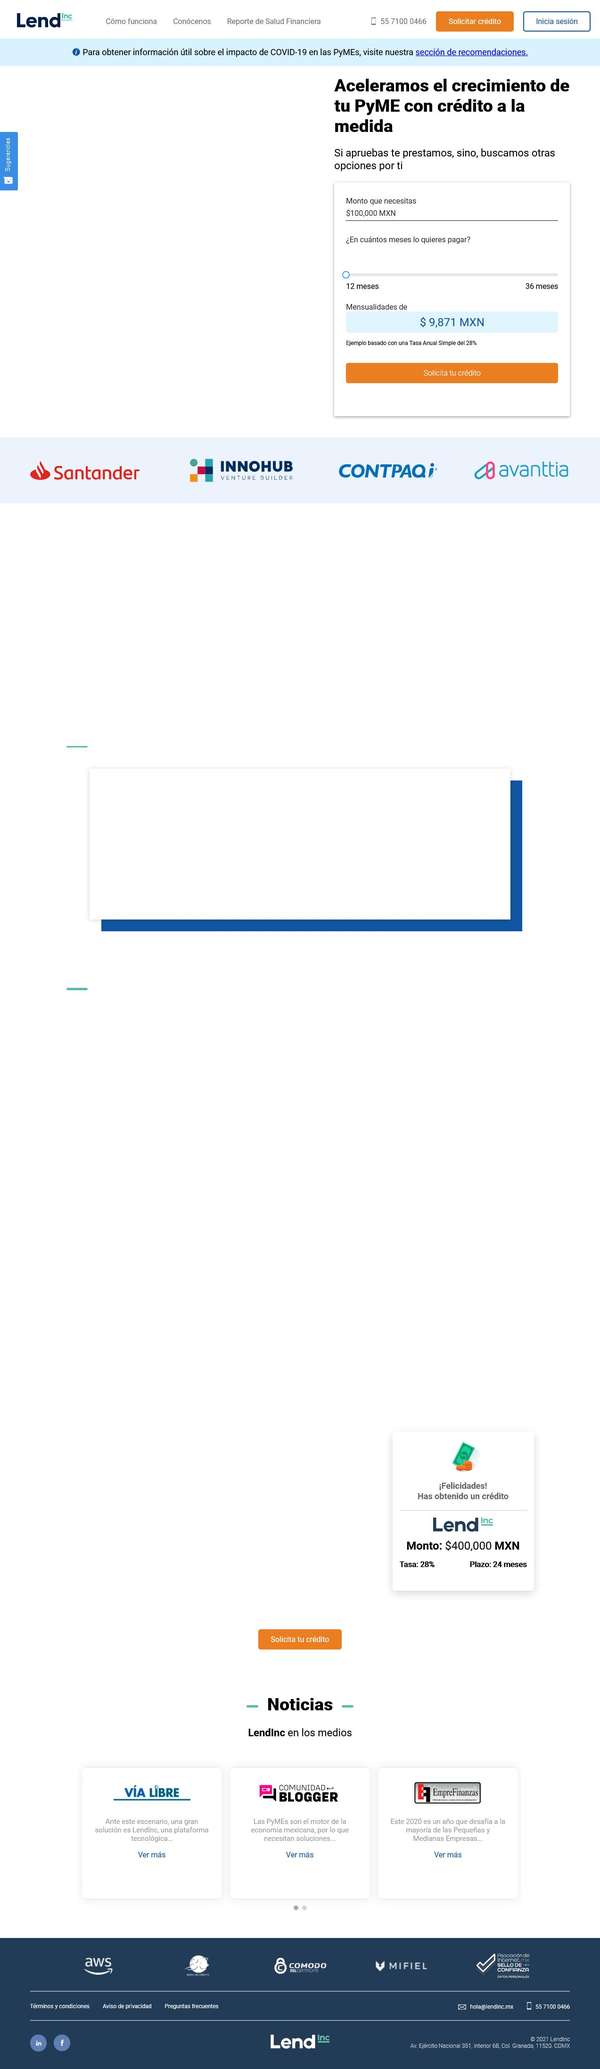 Lend Inc
Cómo funciona
Conócenos
Reporte de Salud Financiera
55 7100 0466
Solicitar crédito
Inicia sesión
Para obtener información útil sobre el impacto de COVID-19 en las PyMEs, visite nuestra sección de recomendaciones.
Sugerencias
Aceleramos el crecimiento de
tu PyME con crédito a la
medida
Si apruebas te prestamos, sino, buscamos otras
opciones por ti
Monto que necesitas
$100,000 MXN
¿En cuántos meses lo quieres pagar?
12 meses
36 meses
Mensualidades de
$ 9,871 MXN
Ejemplo basado con una Tasa Anual Simple del 28%
Solicita tu crédito
Santander
INNOHUB
VENTURE BUILDER
CONTPAQi
avanttia
¡Felicidades!
Has obtenido un crédito
Lend Inc
Monto: $400,000 MXN
Tasa: 28%
Plazo: 24 meses
Solicita tu crédito
Noticias
LendInc en los medios
VÍA LIBRE
Ante este escenario, una gran
solución es LendInc, una plataforma
tecnológica...
Ver más
CB COMUNIDAD
BLOGGER
Las PyMEs son el motor de la
economía mexicana, por lo que
necesitan soluciones...
Ver más
EmpreFinanzas
Este 2020 es un año que desafía a la
mayoría de las Pequeñas y
Medianas Empresas...
Ver más
aws
COMODO
MIFIEL
ASOCIACIÓN DE
INTERNET.MX
SELLO DE
CONFIANZA
DATOS PERSONALES
Términos y condiciones
Aviso de privacidad
Preguntas frecuentes
hola@lendinc.mx
55 7100 0466
in
f
Lend Inc
© 2021 LendInc
Av. Ejército Nacional 351, interior 6B, Col. Granada, 11520, CDMX